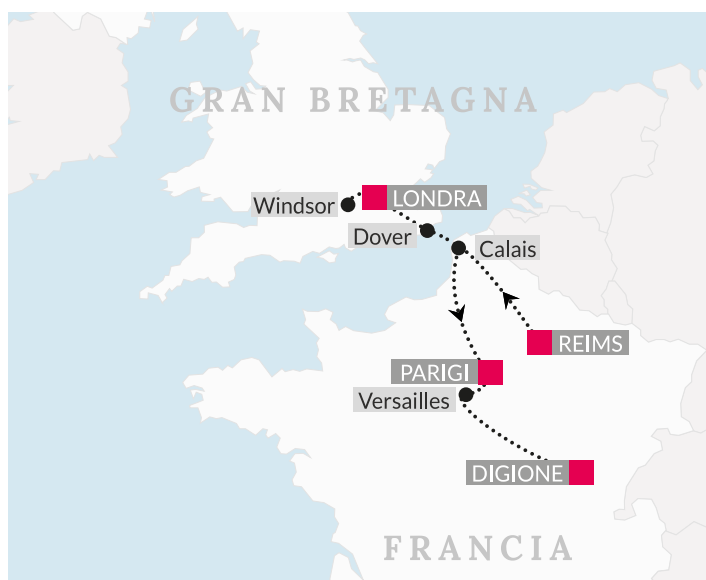 GRAN BRETAGNA
LONDRA
Windsor
Dover
Calais
REIMS
PARIGI
Versailles
DIGIONE
FRANCIA